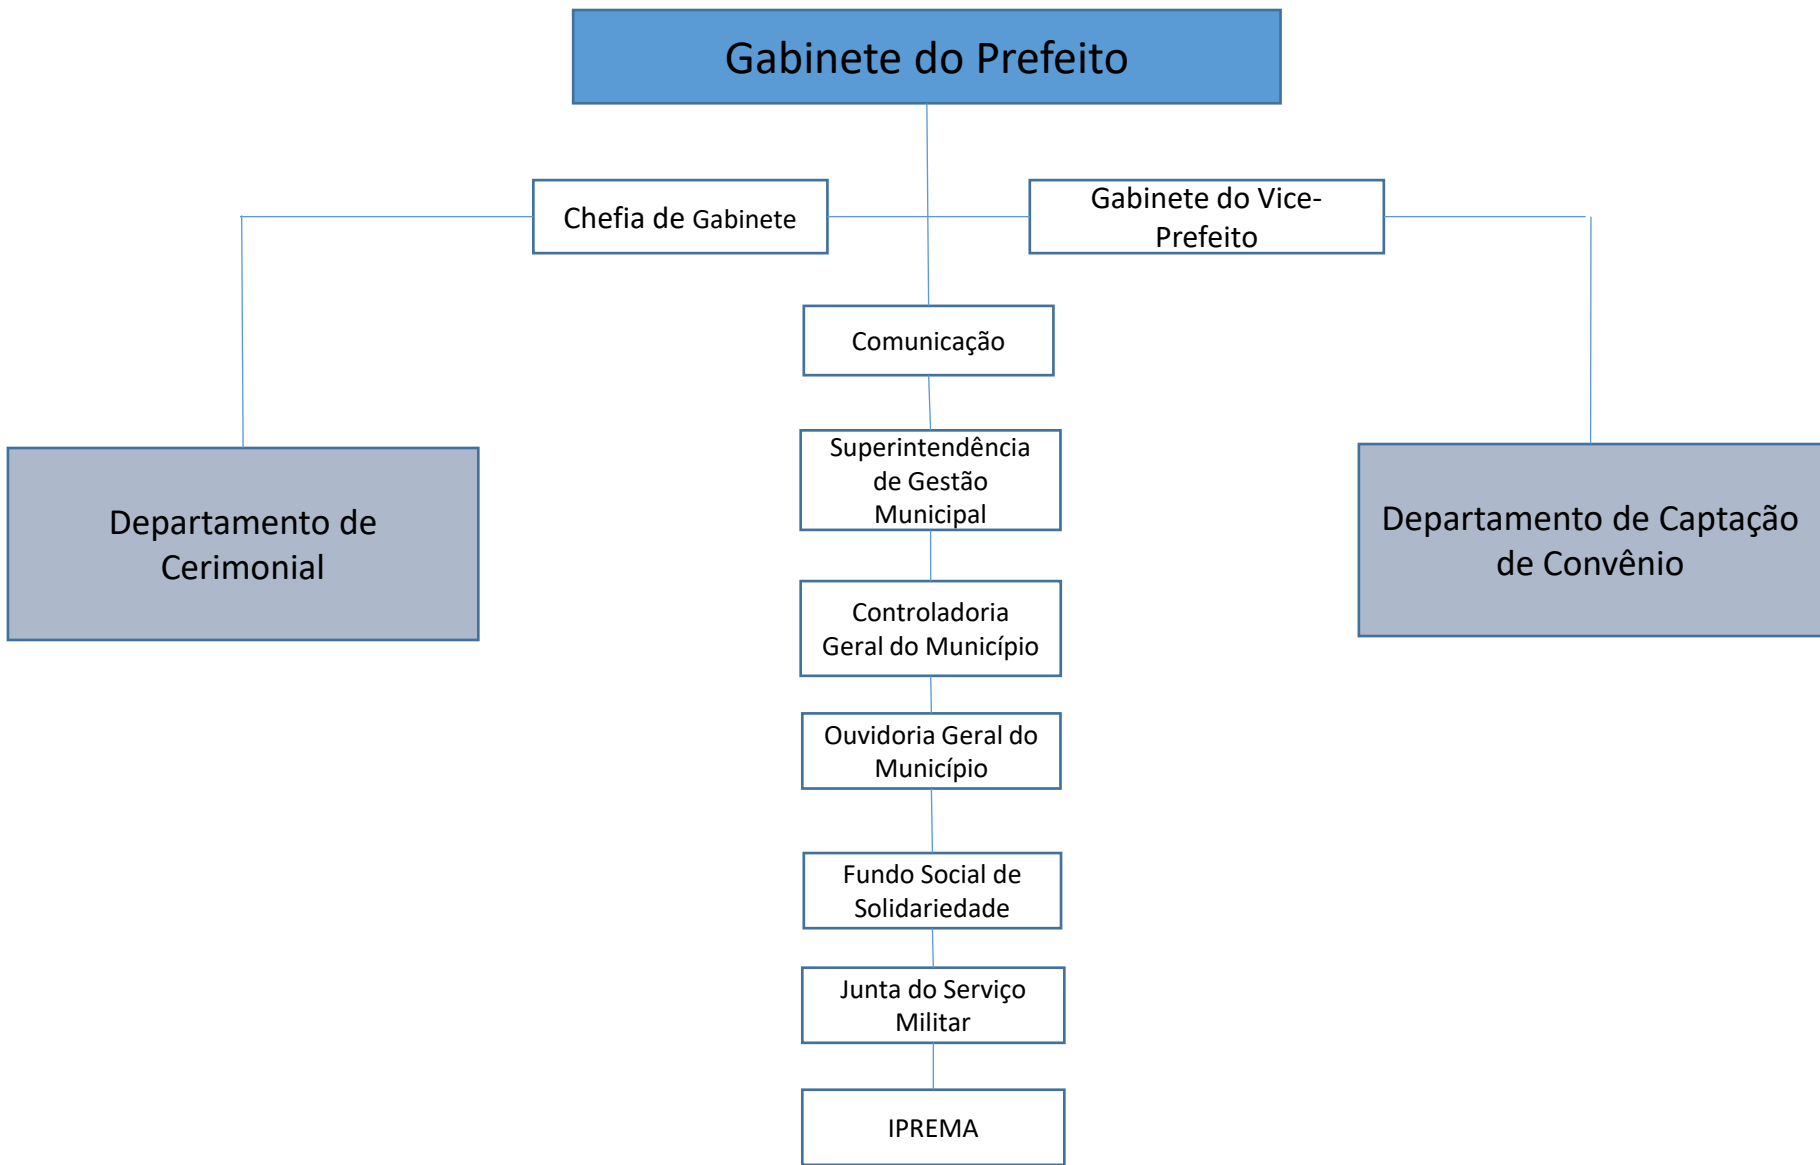 Gabinete do Prefeito
Chefia de Gabinete
Gabinete do Vice-
Prefeito
Comunicação
Superintendência
de Gestão
Municipal
Departamento de
Cerimonial
Departamento de Captação
de Convênio
Controladoria
Geral do Município
Ouvidoria Geral do
Município
Fundo Social de
Solidariedade
Junta do Serviço
Militar
IPREMA